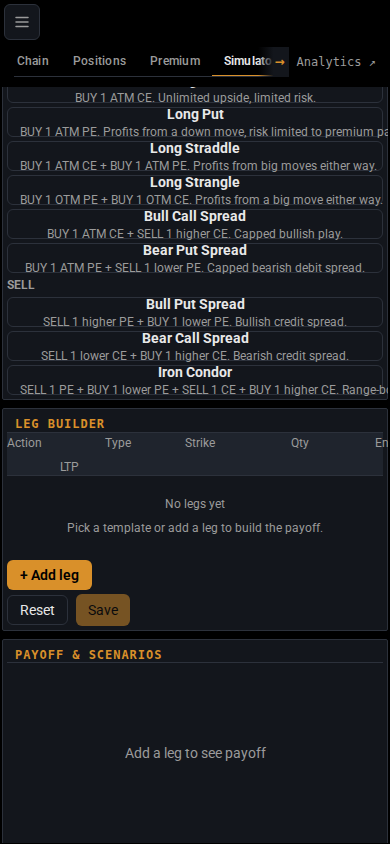 Chain Positions Premium Simulato → Analytics ↗
BUY 1 ATM CE. Unlimited upside, limited risk.
Long Put
BUY 1 ATM PE. Profits from a down move, risk limited to premium pa
Long Straddle
BUY 1 ATM CE + BUY 1 ATM PE. Profits from big moves either way.
Long Strangle
BUY 1 OTM PE + BUY 1 OTM CE. Profits from a big move either way.
Bull Call Spread
BUY 1 ATM CE + SELL 1 higher CE. Capped bullish play.
Bear Put Spread
BUY 1 ATM PE + SELL 1 lower PE. Capped bearish debit spread.
SELL
Bull Put Spread
SELL 1 higher PE + BUY 1 lower PE. Bullish credit spread.
Bear Call Spread
SELL 1 lower CE + BUY 1 higher CE. Bearish credit spread.
Iron Condor
SELL 1 PE + BUY 1 lower PE + SELL 1 CE + BUY 1 higher CE. Range-b
LEG BUILDER
Action Type Strike Qty En
LTP
No legs yet
Pick a template or add a leg to build the payoff.
+ Add leg
Reset Save
PAYOFF & SCENARIOS
Add a leg to see payoff